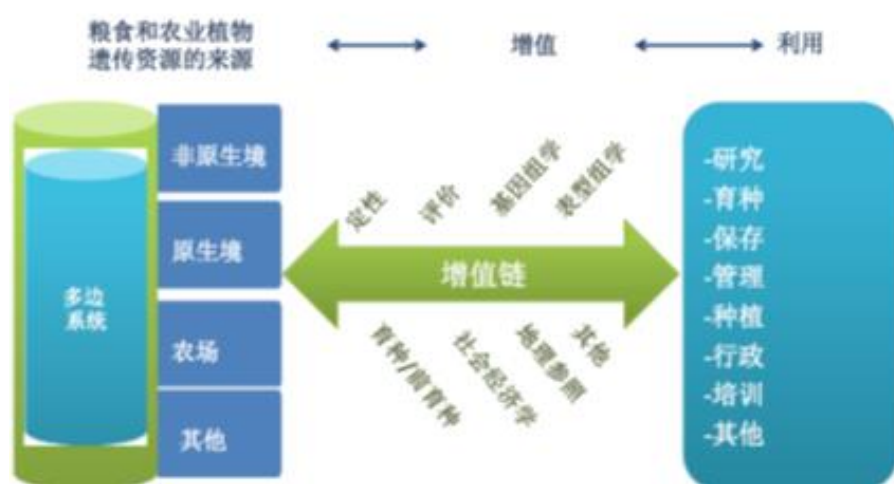 粮食和农业植物
遗传资源的来源
增值
利用
多边
系统
非原生境
原生境
农场
其他
定性
评价
基因组学
表型组学
增值链
育种/前育种
社会经济学
地理参照
其他
-研究
-育种
-保存
-管理
-种植
-行政
-培训
-其他